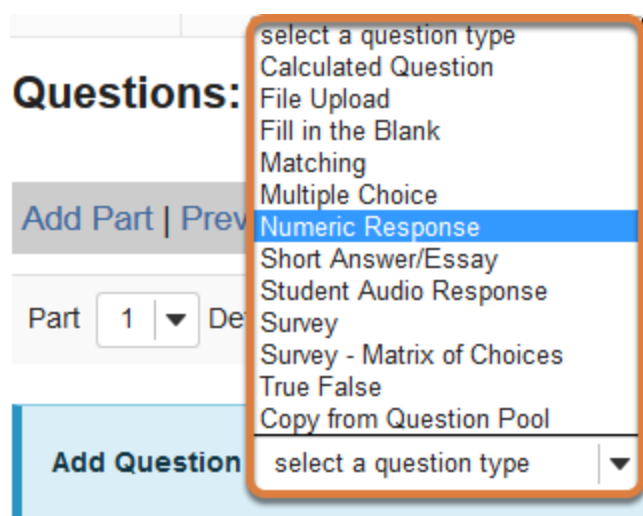 select a question type
Calculated Question
Questions:
File Upload
Fill in the Blank
Matching
Multiple Choice
Add Part |
Numeric Response
Short Answer/Essay
Student Audio Response
Part 1
Survey
Survey - Matrix of Choices
True False
Copy from Question Pool
Add Question select a question type